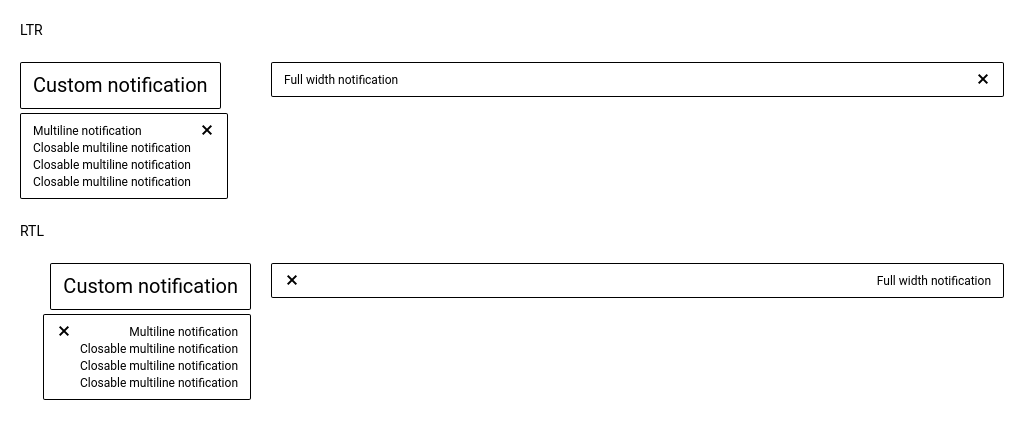 LTR
Custom notification
Full width notification
Multiline notification
Closable multiline notification
Closable multiline notification
Closable multiline notification
RTL
Custom notification
Full width notification
Multiline notification
Closable multiline notification
Closable multiline notification
Closable multiline notification